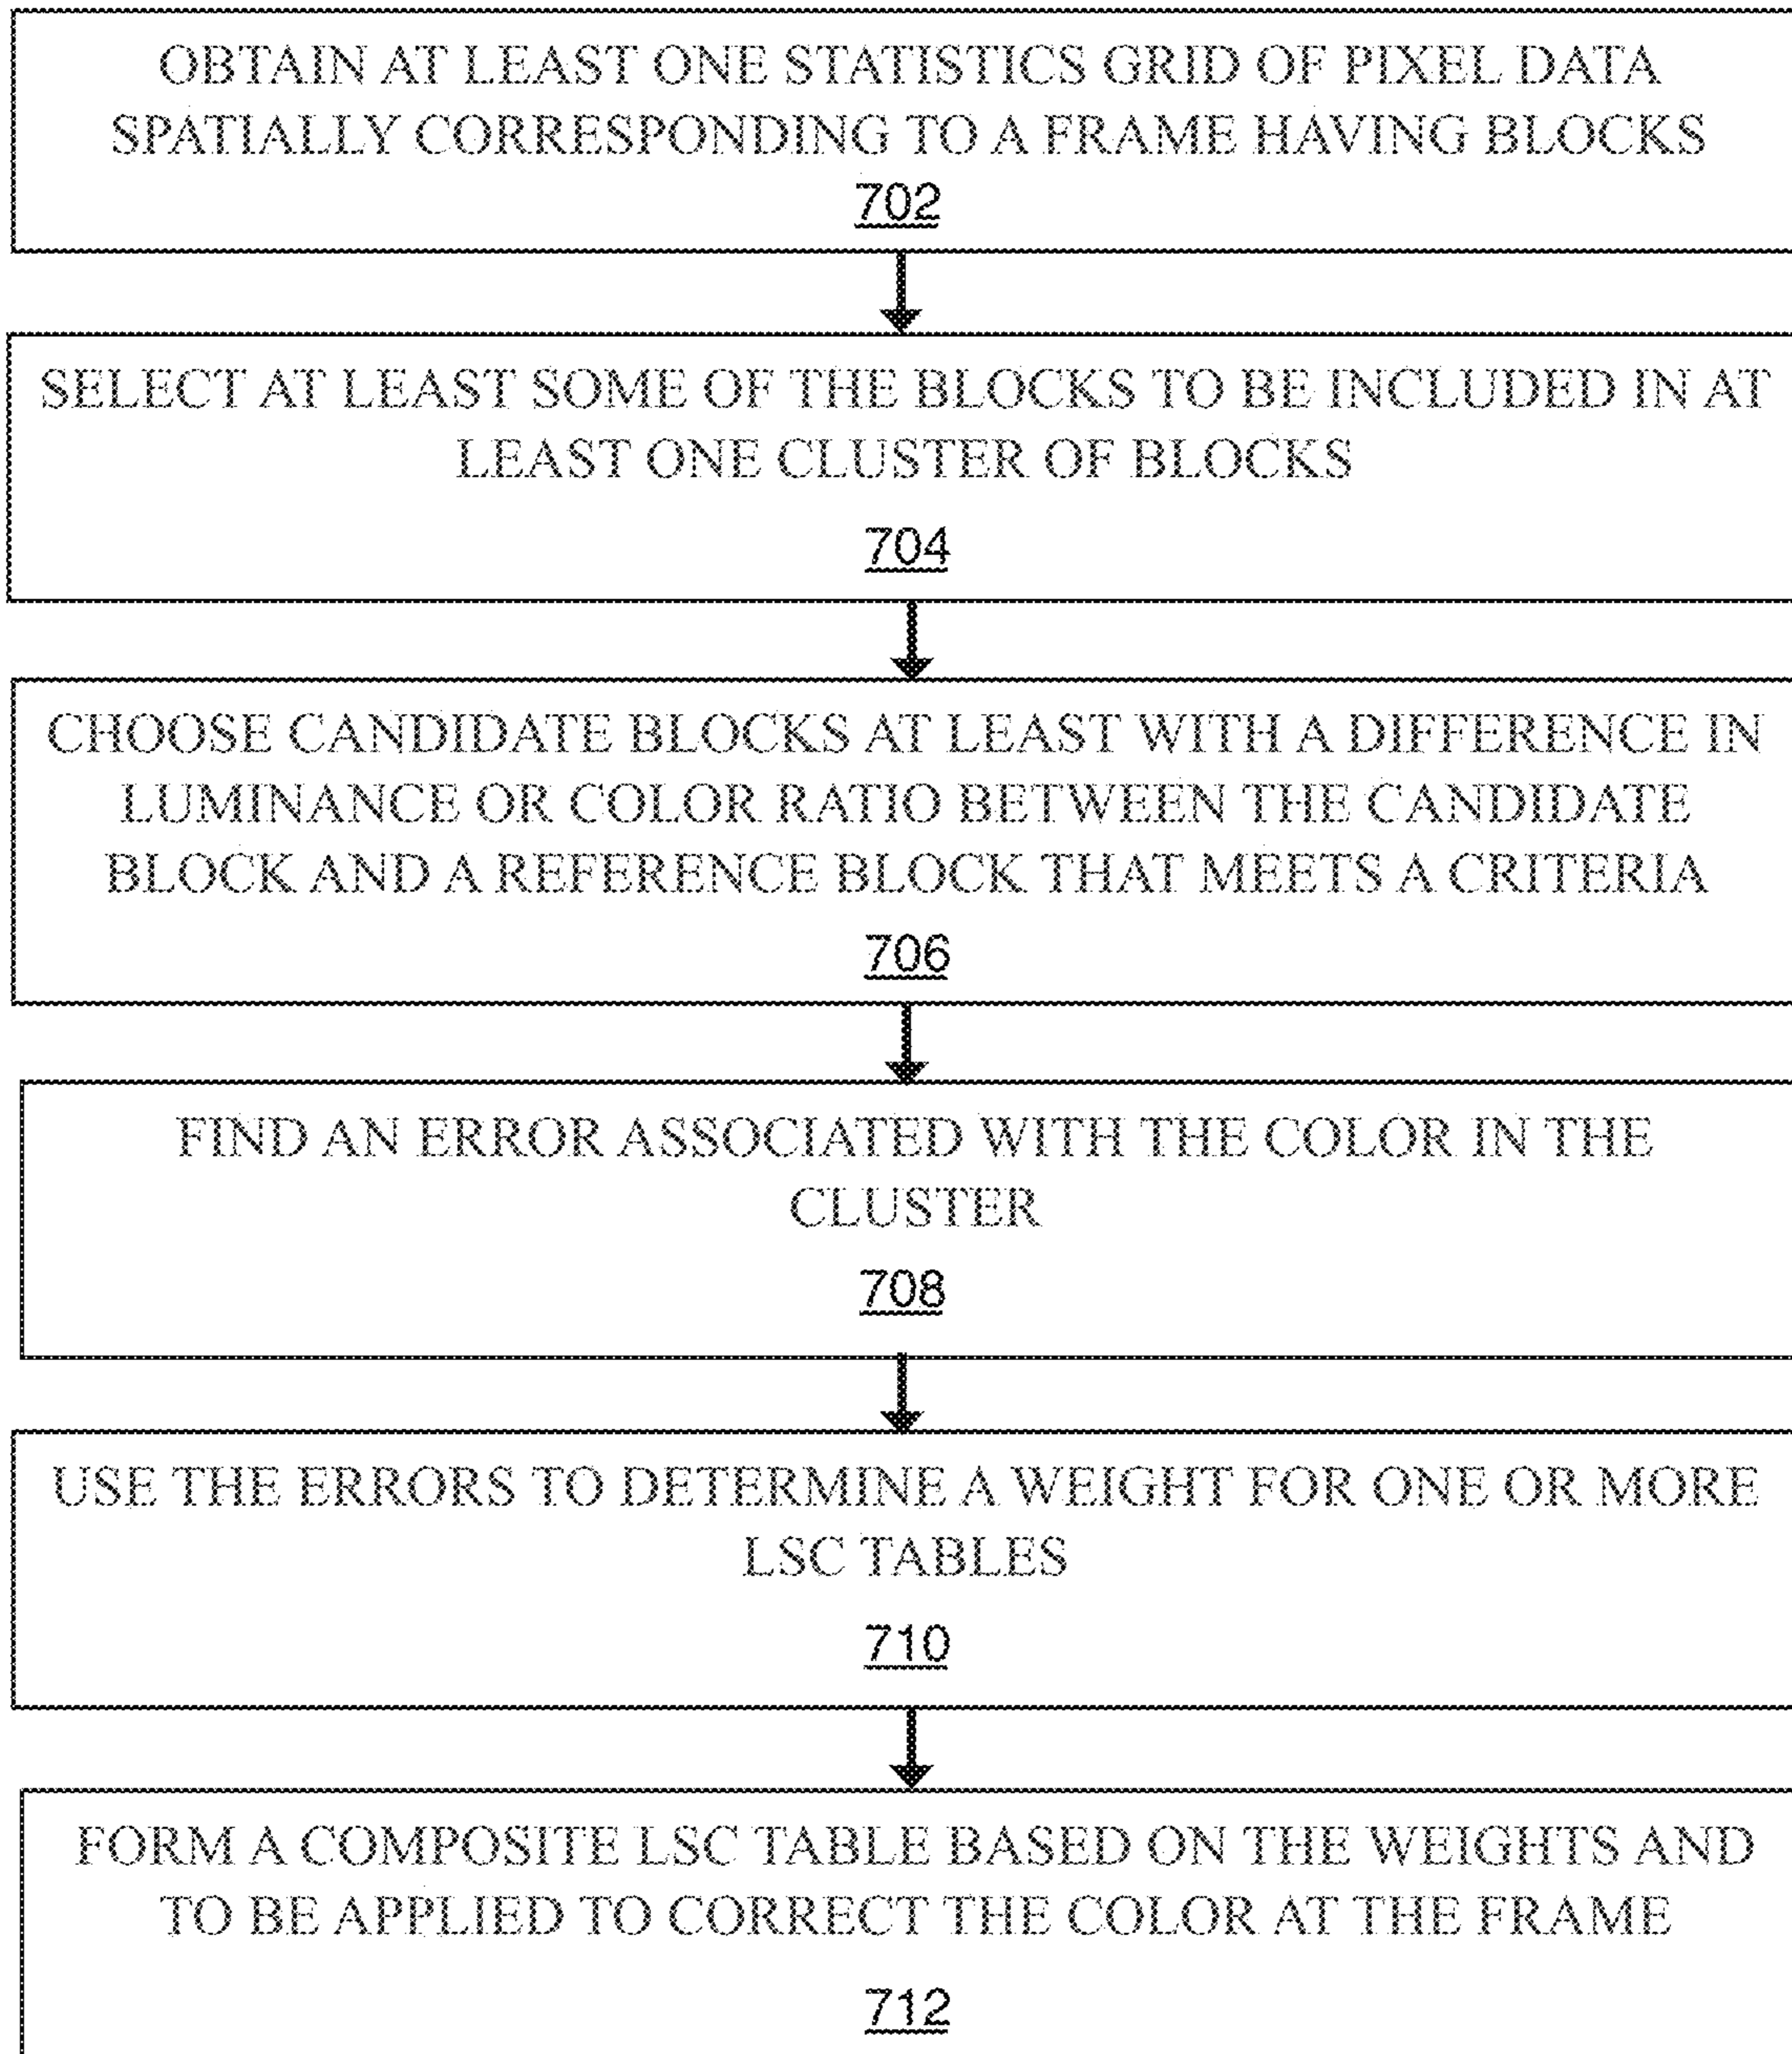 OBTAIN AT LEAST ONE STATISTICS GRID OF PIXEL DATA
SPATIALLY CORRESPONDING TO A FRAME HAVING BLOCKS
702
SELECT AT LEAST SOME OF THE BLOCKS TO BE INCLUDED IN AT
LEAST ONE CLUSTER OF BLOCKS
704
CHOOSE CANDIDATE BLOCKS AT LEAST WITH A DIFFERENCE IN
LUMINANCE OR COLOR RATIO BETWEEN THE CANDIDATE
BLOCK AND A REFERENCE BLOCK THAT MEETS A CRITERIA
706
FIND AN ERROR ASSOCIATED WITH THE COLOR IN THE
CLUSTER
708
USE THE ERRORS TO DETERMINE A WEIGHT FOR ONE OR MORE
LSC TABLES
710
FORM A COMPOSITE LSC TABLE BASED ON THE WEIGHTS AND
TO BE APPLIED TO CORRECT THE COLOR AT THE FRAME
712